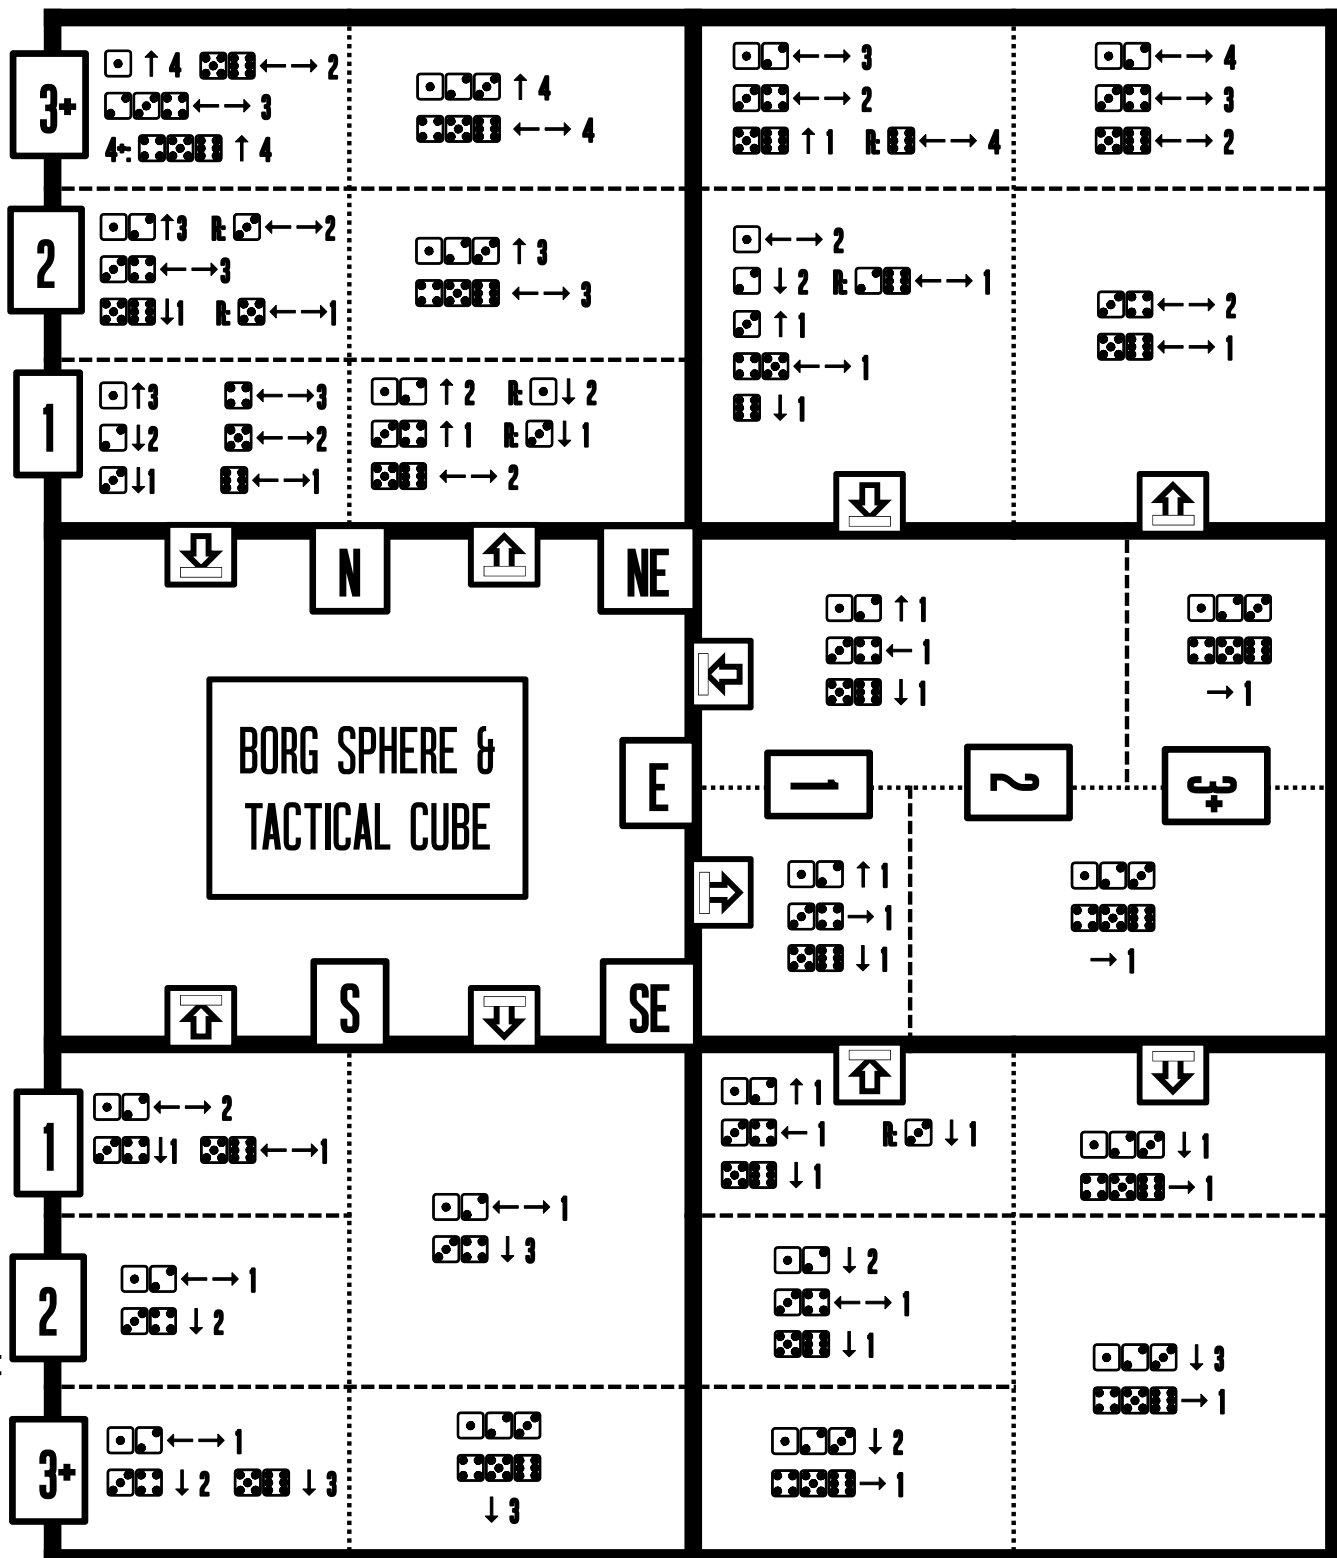 3+
⚀ ↑ 4 ⚄⚅ ←→ 2
⚁⚂⚃ ←→ 3
4+: ⚃⚄⚅ ↑ 4
⚀⚁⚂ ↑ 4
⚃⚄⚅ ←→ 4
⚀⚁ ←→ 3
⚂⚃ ←→ 2
⚄⚅ ↑ 1 R: ⚅ ←→ 4
⚀⚁ ←→ 4
⚂⚃ ←→ 3
⚄⚅ ←→ 2
2
⚀⚁ ↑3 R: ⚂ ←→2
⚂⚃ ←→3
⚄⚅ ↓1 R: ⚄ ←→1
⚀⚁⚂ ↑ 3
⚃⚄⚅ ←→ 3
⚀ ←→ 2
⚁ ↓ 2 R: ⚁⚅ ←→ 1
⚂ ↑ 1
⚃⚄ ←→ 1
⚅ ↓ 1
⚂⚃ ←→ 2
⚄⚅ ←→ 1
1
⚀ ↑3 ⚃ ←→3
⚁ ↓2 ⚄ ←→2
⚂ ↓1 ⚅ ←→1
⚀⚁ ↑ 2 R: ⚀ ↓ 2
⚂⚃ ↑ 1 R: ⚂ ↓ 1
⚄⚅ ←→ 2
N
NE
BORG SPHERE &
TACTICAL CUBE
E
⚀⚁ ↑ 1
⚂⚃ ← 1
⚄⚅ ↓ 1
⚀⚁⚂
⚃⚄⚅
→ 1
1 2 3+
⚀⚁ ↑ 1
⚂⚃ → 1
⚄⚅ ↓ 1
⚀⚁⚂
⚃⚄⚅
→ 1
S
SE
1
⚀⚁ ←→ 2
⚂⚃ ↓1 ⚄⚅ ←→1
⚀⚁ ←→ 1
⚂⚃ ↓ 3
⚀⚁ ↑ 1
⚂⚃ ← 1 R: ⚂ ↓ 1
⚄⚅ ↓ 1
⚀⚁⚂ ↓ 1
⚃⚄⚅ → 1
2
⚀⚁ ←→ 1
⚂⚃ ↓ 2
⚀⚁ ↓ 2
⚂⚃ ←→ 1
⚄⚅ ↓ 1
⚀⚁⚂ ↓ 3
⚃⚄⚅ → 1
3+
⚀⚁ ←→ 1
⚂⚃ ↓ 2 ⚄⚅ ↓ 3
⚀⚁⚂
⚃⚄⚅
↓ 3
⚀⚁⚂ ↓ 2
⚃⚄⚅ → 1